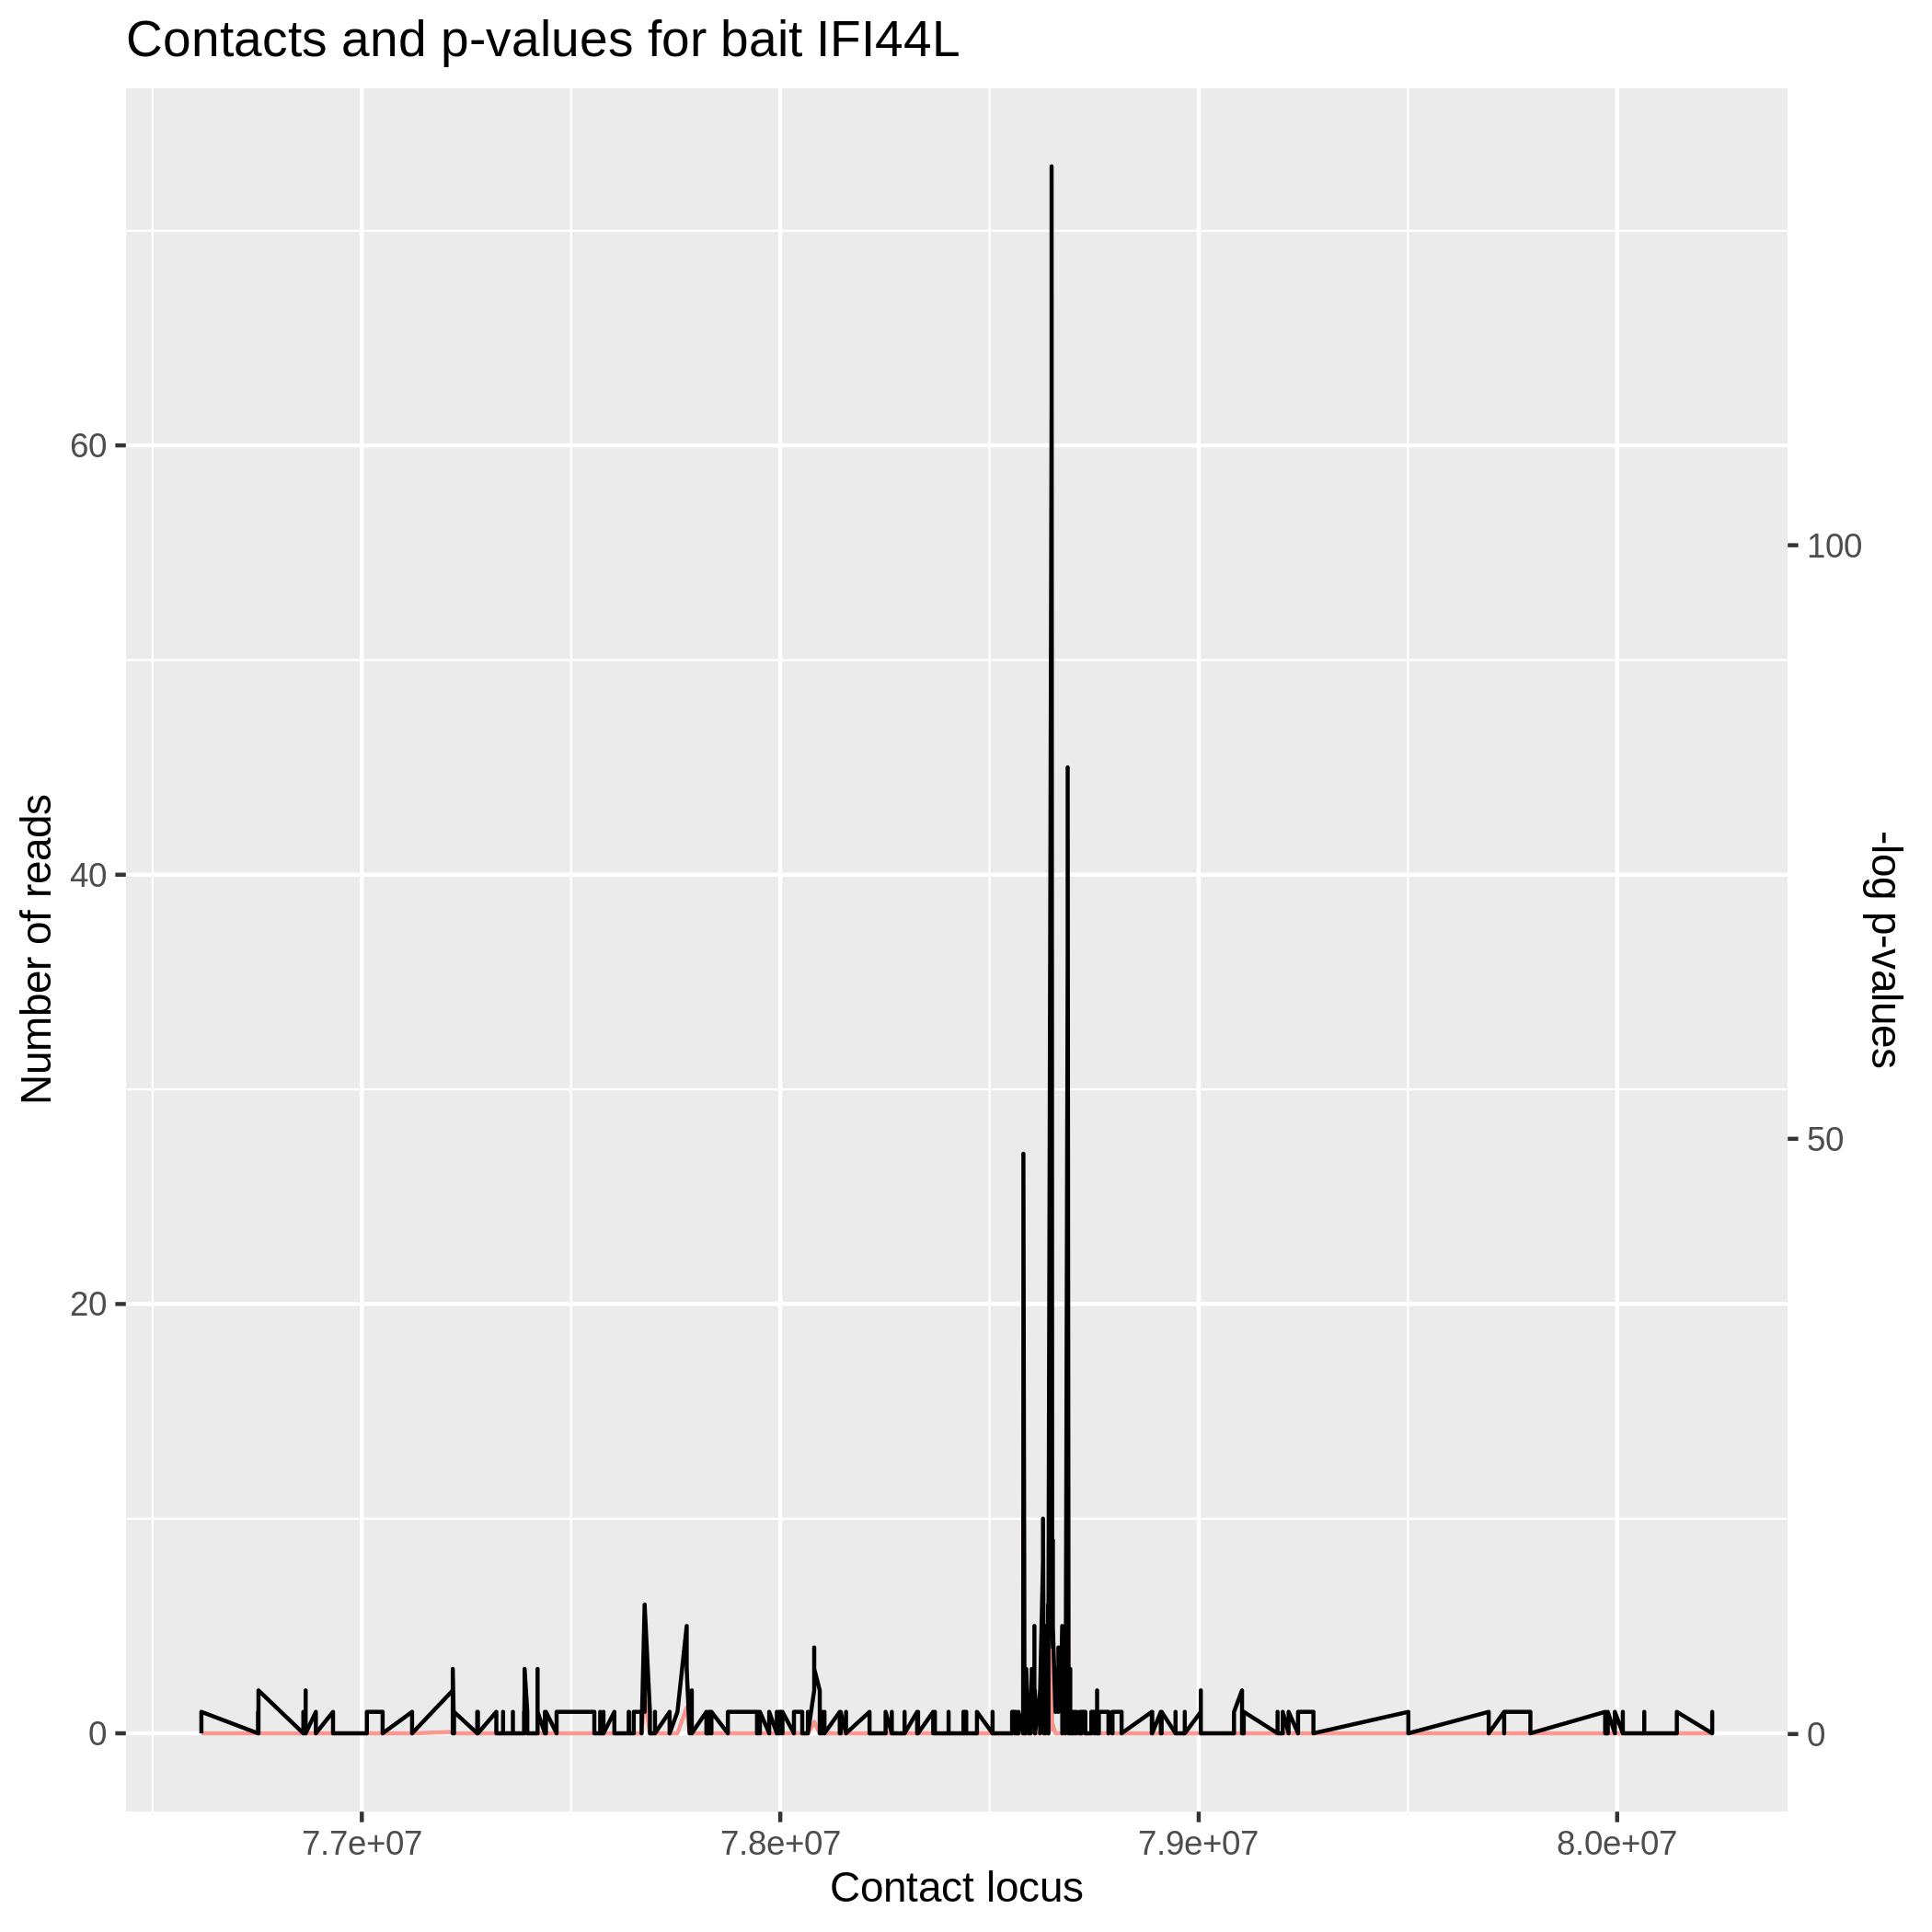 Contacts and p-values for bait IFI44L
60
40
20
0
Number of reads
100
50
0
-log p-values
7.7e+07
7.8e+07
7.9e+07
8.0e+07
Contact locus